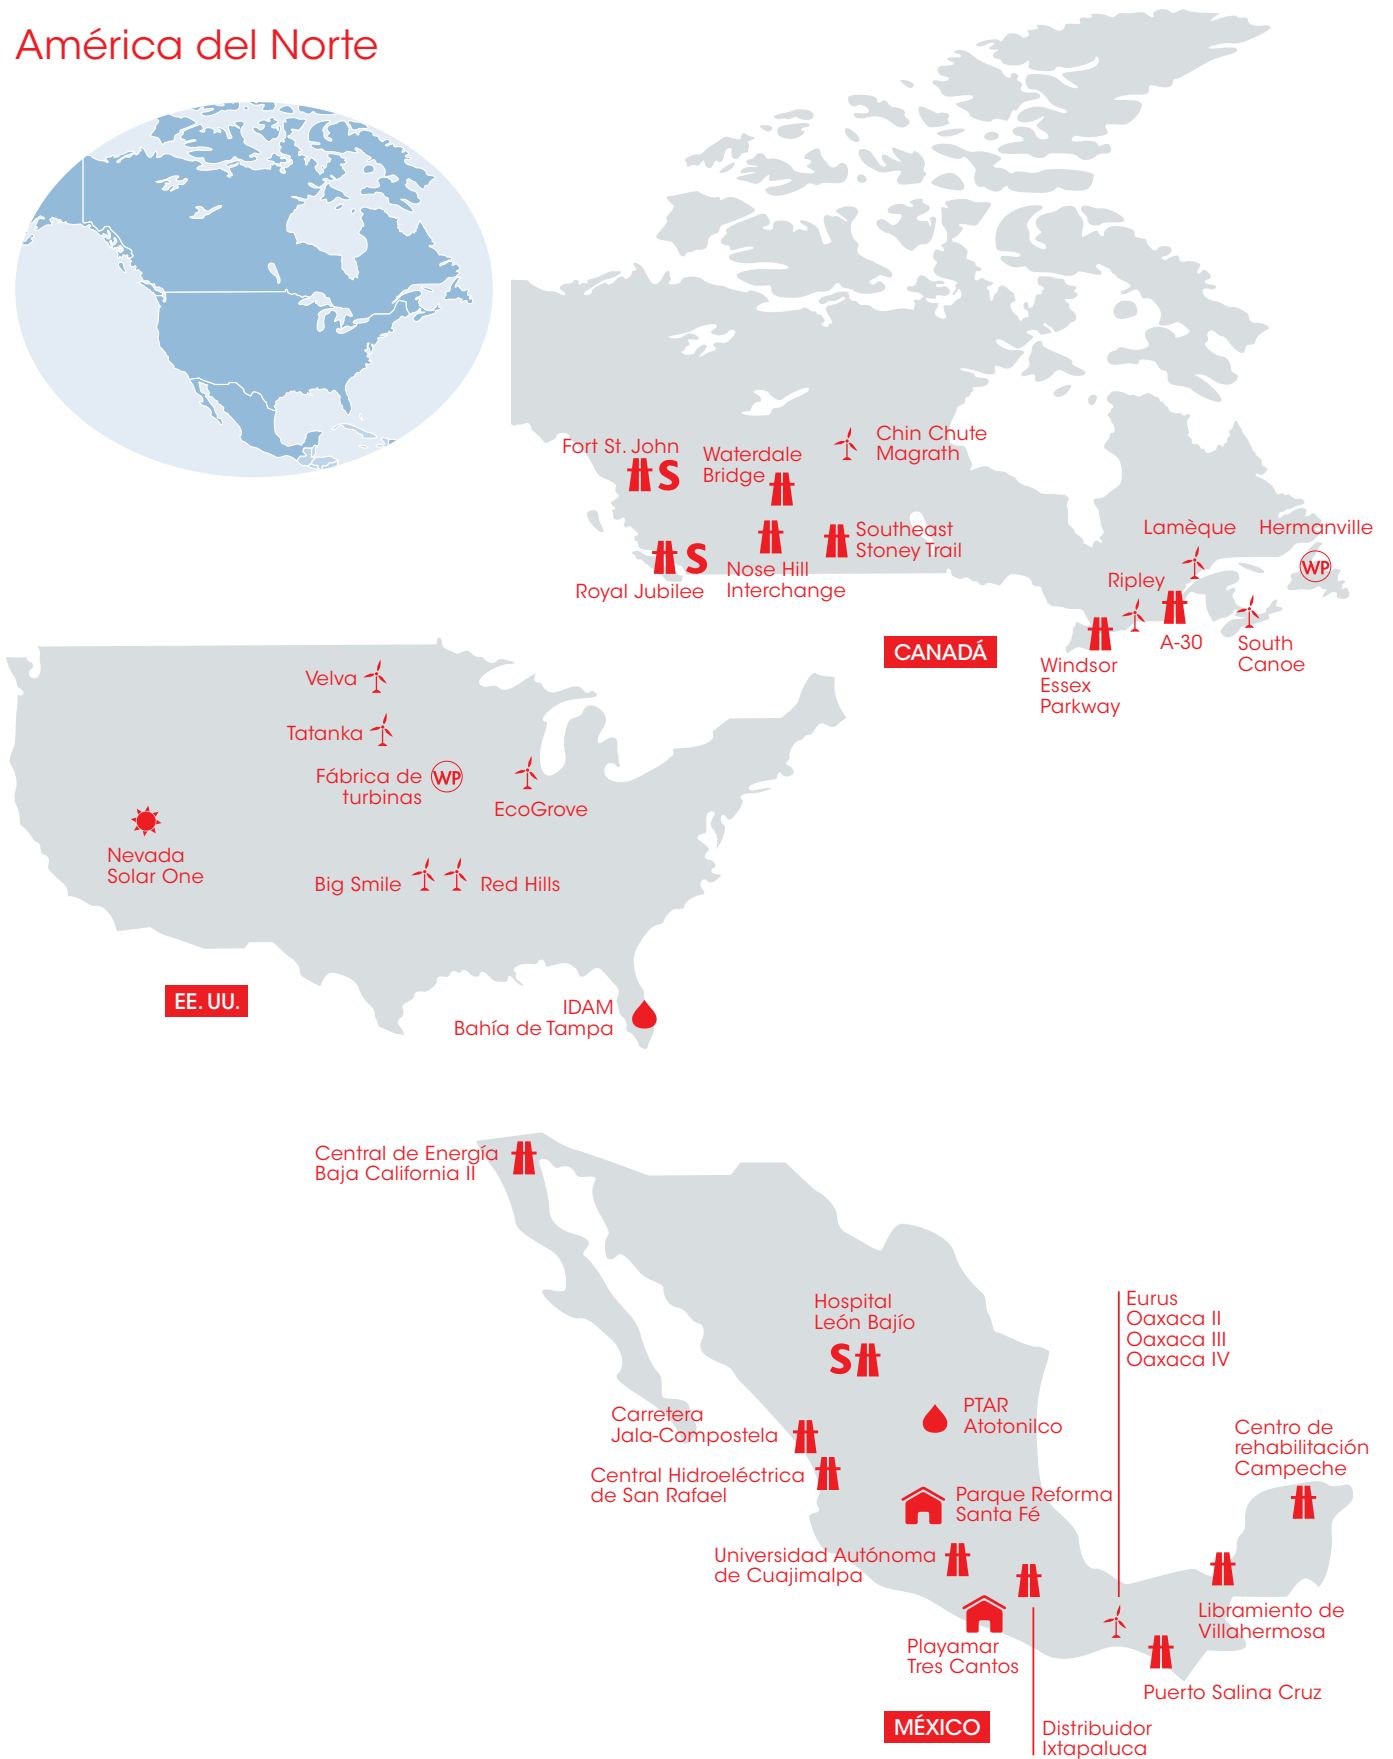 América del Norte
Fort St. John
S
Waterdale
Bridge
Chin Chute
Magrath
Southeast
Stoney Trail
S
Royal Jubilee
Nose Hill
Interchange
Lamèque
Hermanville
WP
Ripley
A-30
South
Canoe
Windsor
Essex
Parkway
CANADÁ
Velva
Tatanka
Fábrica de
turbinas
WP
EcoGrove
Nevada
Solar One
Big Smile
Red Hills
EE. UU.
IDAM
Bahía de Tampa
Central de Energía
Baja California II
Hospital
León Bajío
S
Eurus
Oaxaca II
Oaxaca III
Oaxaca IV
Carretera
Jala-Compostela
PTAR
Atotonilco
Centro de
rehabilitación
Campeche
Central Hidroeléctrica
de San Rafael
Parque Reforma
Santa Fé
Universidad Autónoma
de Cuajimalpa
Libramiento de
Villahermosa
Playamar
Tres Cantos
Puerto Salina Cruz
MÉXICO
Distribuidor
Ixtapaluca